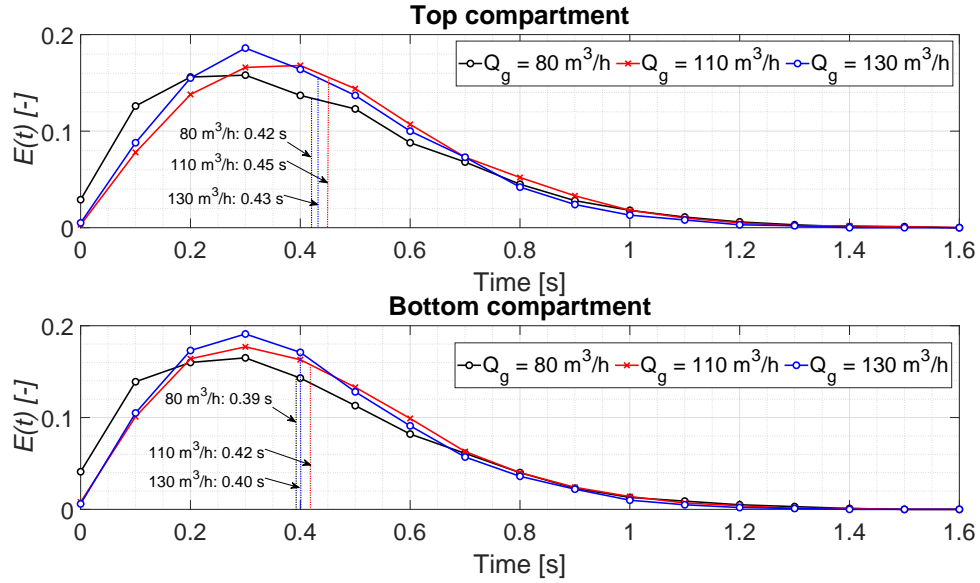 Top compartment
0.2
0.1
0
E(t) [-]
Q_g = 80 m^3/h
Q_g = 110 m^3/h
Q_g = 130 m^3/h
80 m^3/h: 0.42 s
110 m^3/h: 0.45 s
130 m^3/h: 0.43 s
0 0.2 0.4 0.6 0.8 1 1.2 1.4 1.6
Time [s]
Bottom compartment
0.2
0.1
0
E(t) [-]
Q_g = 80 m^3/h
Q_g = 110 m^3/h
Q_g = 130 m^3/h
80 m^3/h: 0.39 s
110 m^3/h: 0.42 s
130 m^3/h: 0.40 s
0 0.2 0.4 0.6 0.8 1 1.2 1.4 1.6
Time [s]